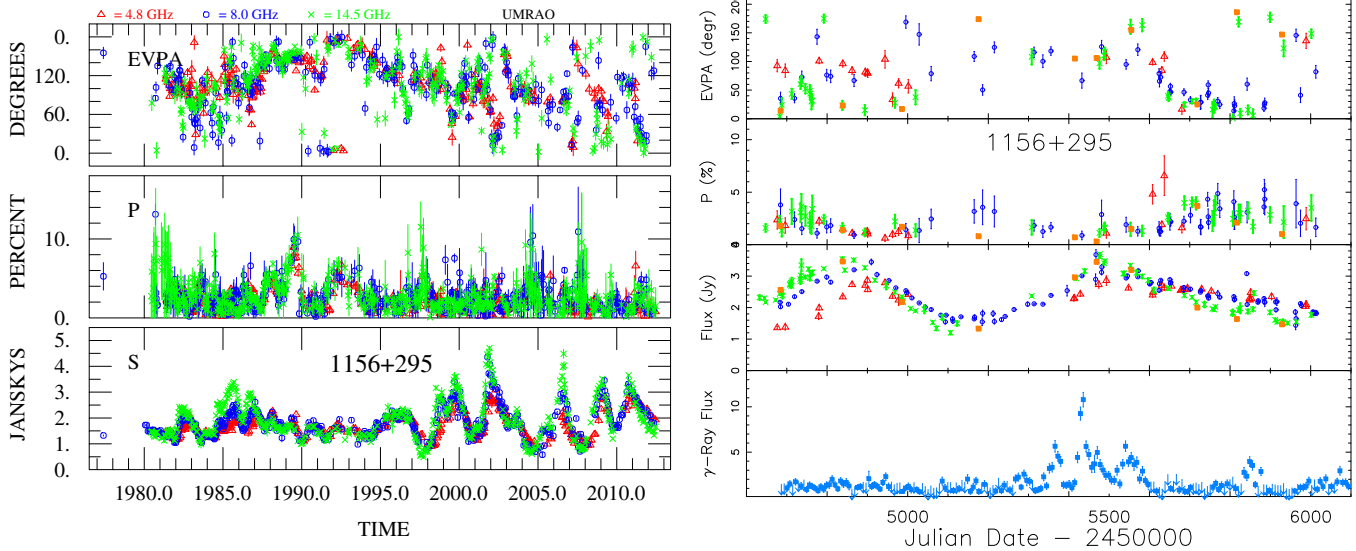 = 4.8 GHz = 8.0 GHz = 14.5 GHz UMRAO
DEGREES
0.
120.
60.
0.
EVPA
PERCENT
10.
0.
P
JANSKYS
5.
4.
3.
2.
1.
0.
S
1156+295
1980.0 1985.0 1990.0 1995.0 2000.0 2005.0 2010.0
TIME
EVPA (degr)
200
150
100
50
0
P (%)
10
5
0
1156+295
Flux (Jy)
3
2
1
0
γ-Ray Flux
10
5
5000 5500 6000
Julian Date − 2450000